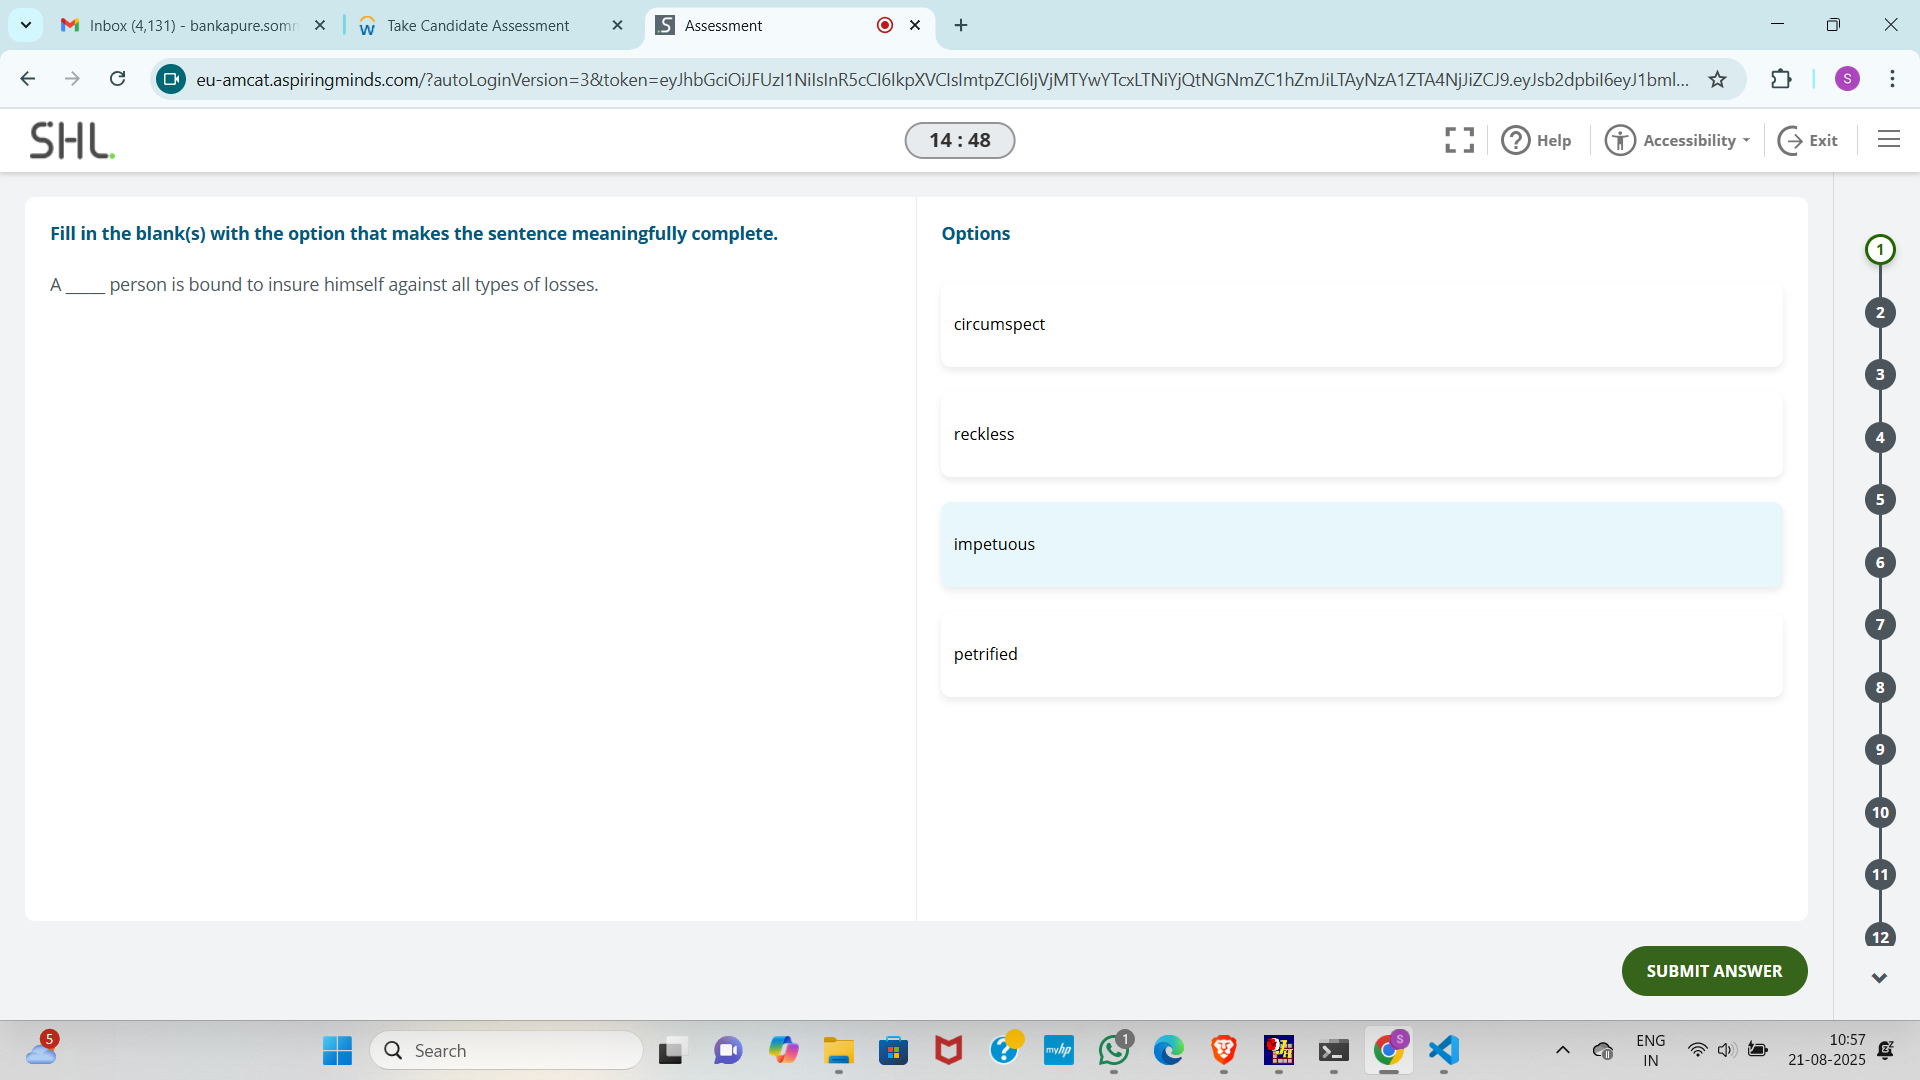 Inbox (4,131) - bankapure.somn
Take Candidate Assessment
Assessment
eu-amcat.aspiringminds.com/?autoLoginVersion=3&token=eyJhbGciOiJFUzI1NiIsInR5cCI6IkpXVCIsImtpZCI6IjVjMTYwYTcxLTNiYjQtNGNmZC1hZmJiLTAyNzA1ZTA4NjJiZCJ9.eyJsb2dpbiI6eyJ1bml...
S
SHL.
14 : 48
Help
Accessibility
Exit
Fill in the blank(s) with the option that makes the sentence meaningfully complete.
A _____ person is bound to insure himself against all types of losses.
Options
circumspect
reckless
impetuous
petrified
1
2
3
4
5
6
7
8
9
10
11
12
SUBMIT ANSWER
5
Search
myhp
1
S
ENG
IN
10:57
21-08-2025